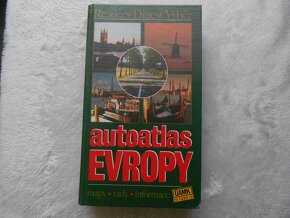 Reader's Digest Výběr
autoatlas
EVROPY
mapy • rady • informace